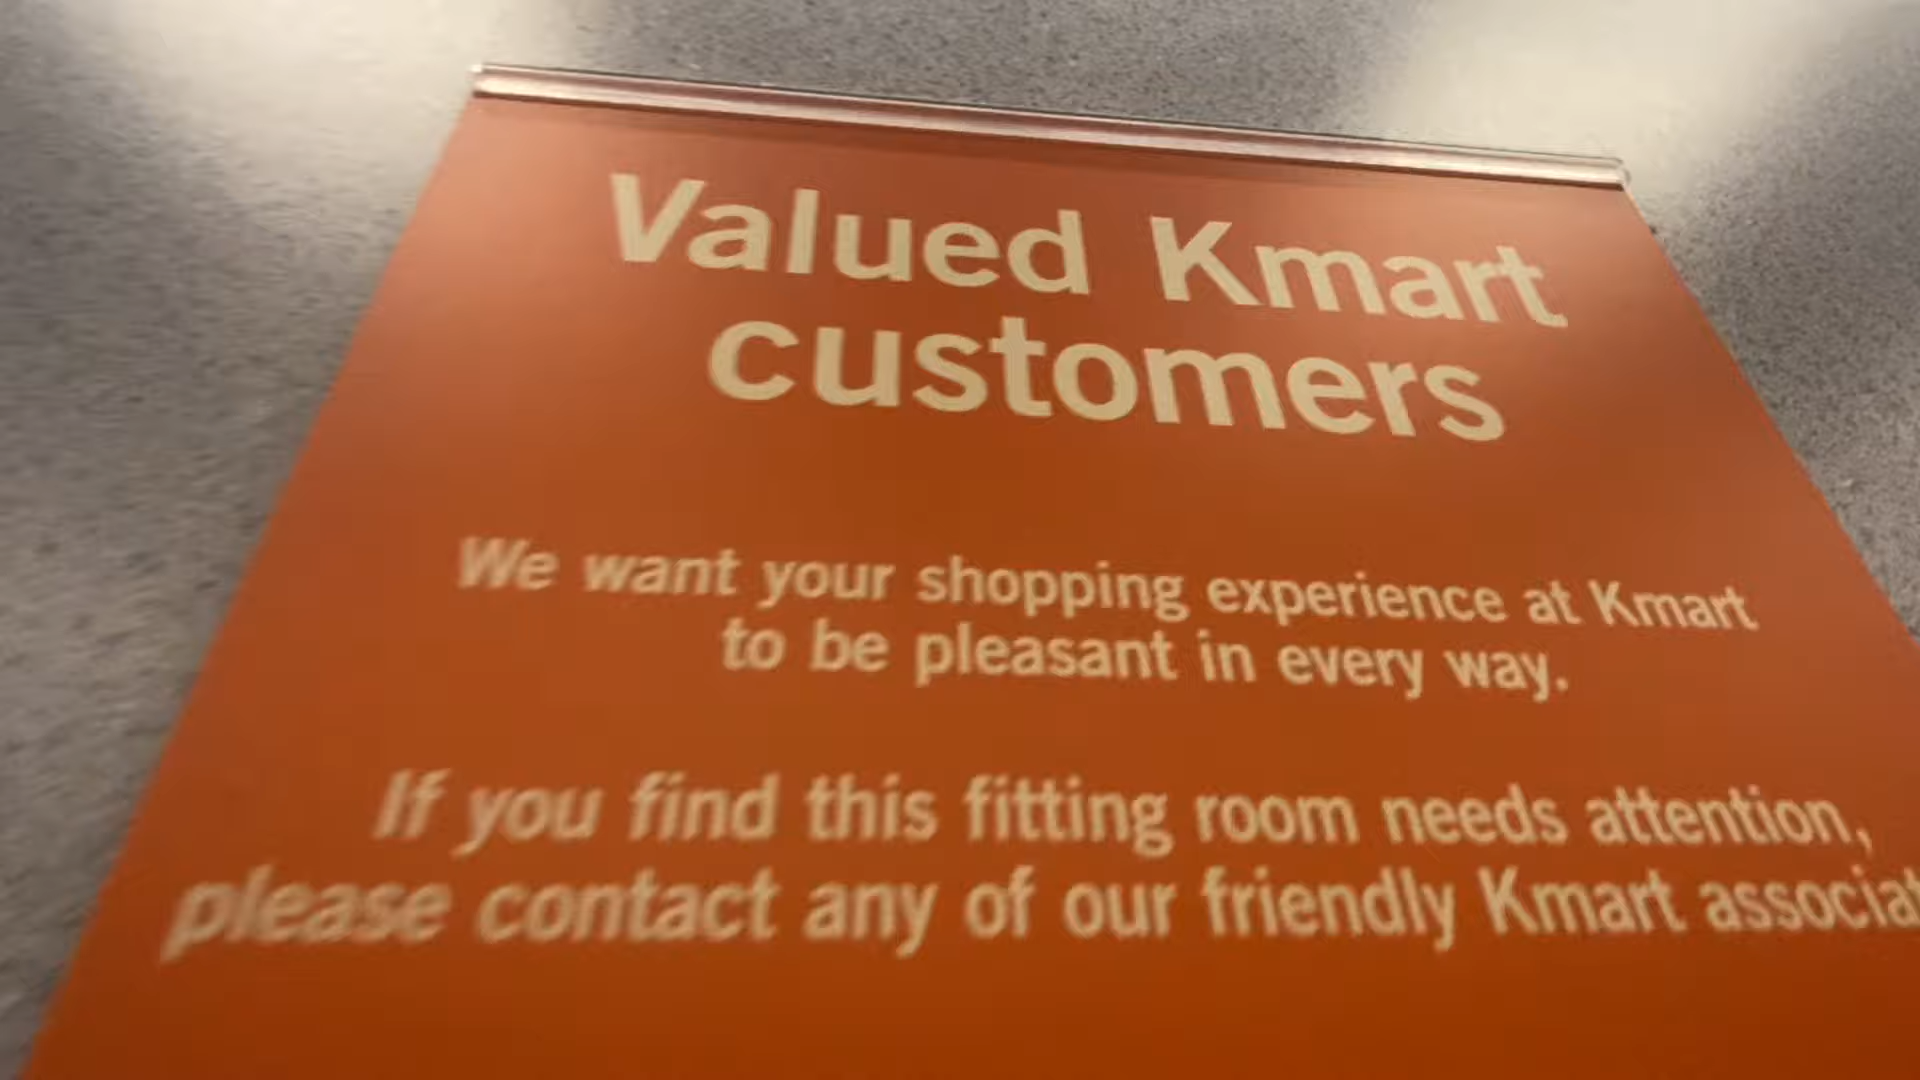 Valued Kmart
customers
We want your shopping experience at Kmart
to be pleasant in every way.
If you find this fitting room needs attention,
please contact any of our friendly Kmart associat